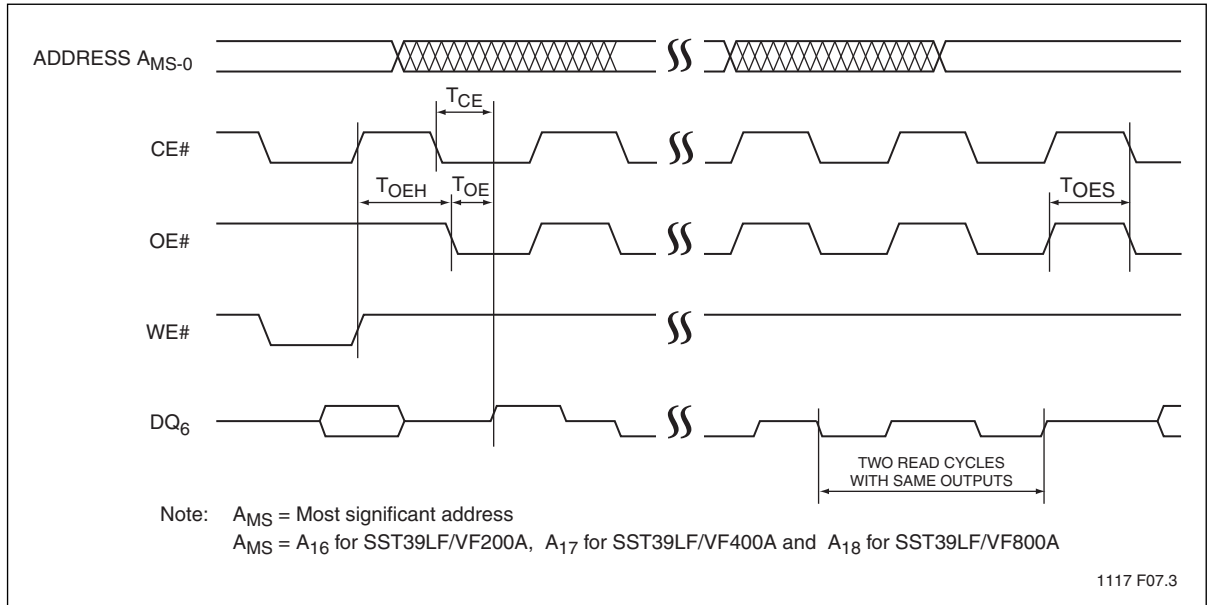 ADDRESS AMS-0
TCE
CE#
TOEH TOE TOES
OE#
WE#
DQ6
TWO READ CYCLES
WITH SAME OUTPUTS
Note: AMS = Most significant address
AMS = A16 for SST39LF/VF200A, A17 for SST39LF/VF400A and A18 for SST39LF/VF800A
1117 F07.3